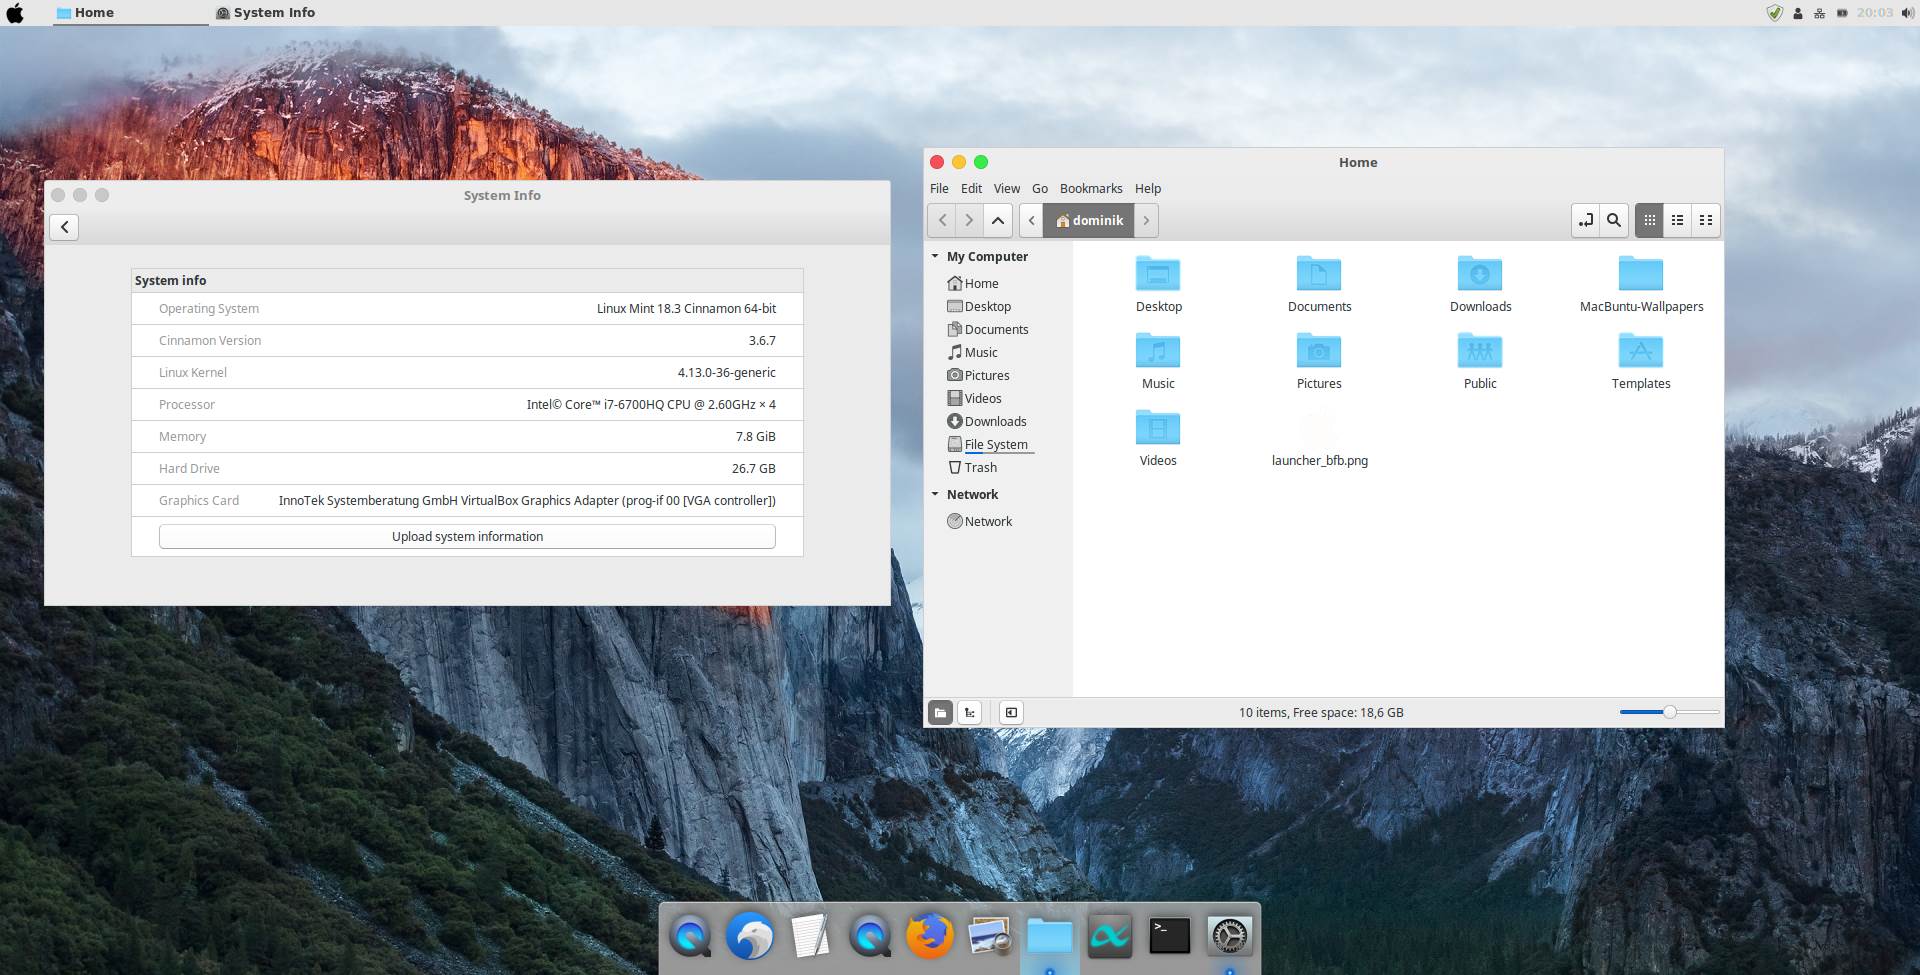 Home
System Info
20:03
System Info
System info
Operating System Linux Mint 18.3 Cinnamon 64-bit
Cinnamon Version 3.6.7
Linux Kernel 4.13.0-36-generic
Processor Intel© Core™ i7-6700HQ CPU @ 2.60GHz × 4
Memory 7.8 GiB
Hard Drive 26.7 GB
Graphics Card InnoTek Systemberatung GmbH VirtualBox Graphics Adapter (prog-if 00 [VGA controller])
Upload system information
Home
File Edit View Go Bookmarks Help
dominik
My Computer
Home
Desktop
Documents
Music
Pictures
Videos
Downloads
File System
Trash
Network
Network
Desktop Documents Downloads MacBuntu-Wallpapers
Music Pictures Public Templates
Videos launcher_bfb.png
10 items, Free space: 18,6 GB
>_